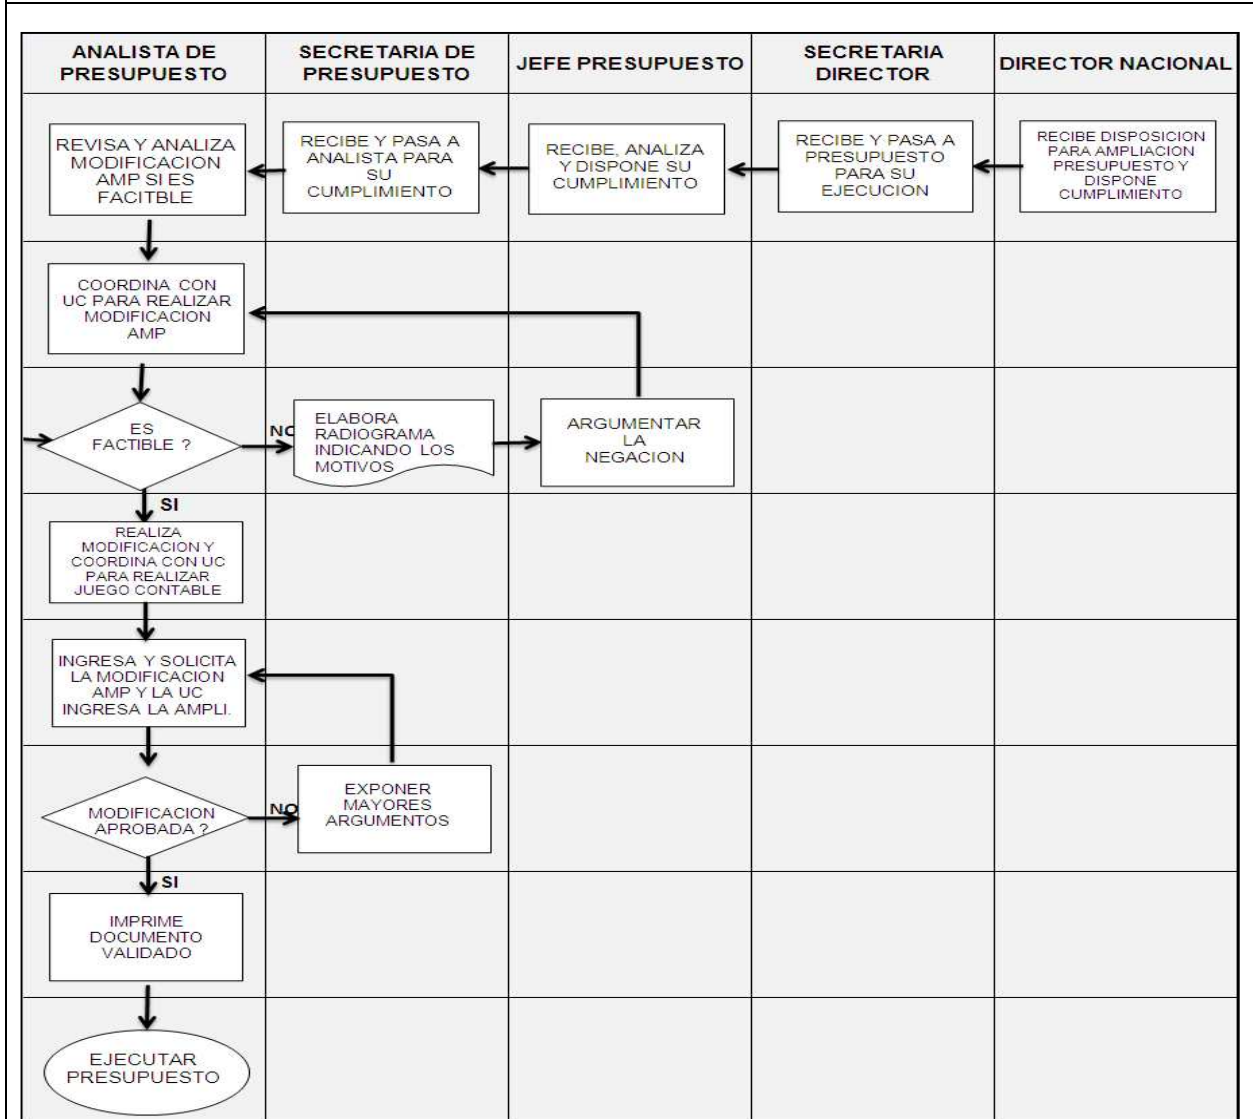 ANALISTA DE
PRESUPUESTO
SECRETARIA DE
PRESUPUESTO
JEFE PRESUPUESTO
SECRETARIA
DIRECTOR
DIRECTOR NACIONAL
REVISA Y ANALIZA
MODIFICACION
AMP SI ES
FACITBLE
RECIBE Y PASA A
ANALISTA PARA
SU
CUMPLIMIENTO
RECIBE, ANALIZA
Y DISPONE SU
CUMPLIMIENTO
RECIBE Y PASA A
PRESUPUESTO
PARA SU
EJECUCION
RECIBE DISPOSICION
PARA AMPLIACION
PRESUPUESTO Y
DISPONE
CUMPLIMIENTO
COORDINA CON
UC PARA REALIZAR
MODIFICACION
AMP
ES
FACTIBLE ?
NO
ELABORA
RADIOGRAMA
INDICANDO LOS
MOTIVOS
ARGUMENTAR
LA
NEGACION
SI
REALIZA
MODIFICACION Y
COORDINA CON UC
PARA REALIZAR
JUEGO CONTABLE
INGRESA Y SOLICITA
LA MODIFICACION
AMP Y LA UC
INGRESA LA AMPLI.
MODIFICACION
APROBADA ?
NO
EXPONER
MAYORES
ARGUMENTOS
SI
IMPRIME
DOCUMENTO
VALIDADO
EJECUTAR
PRESUPUESTO